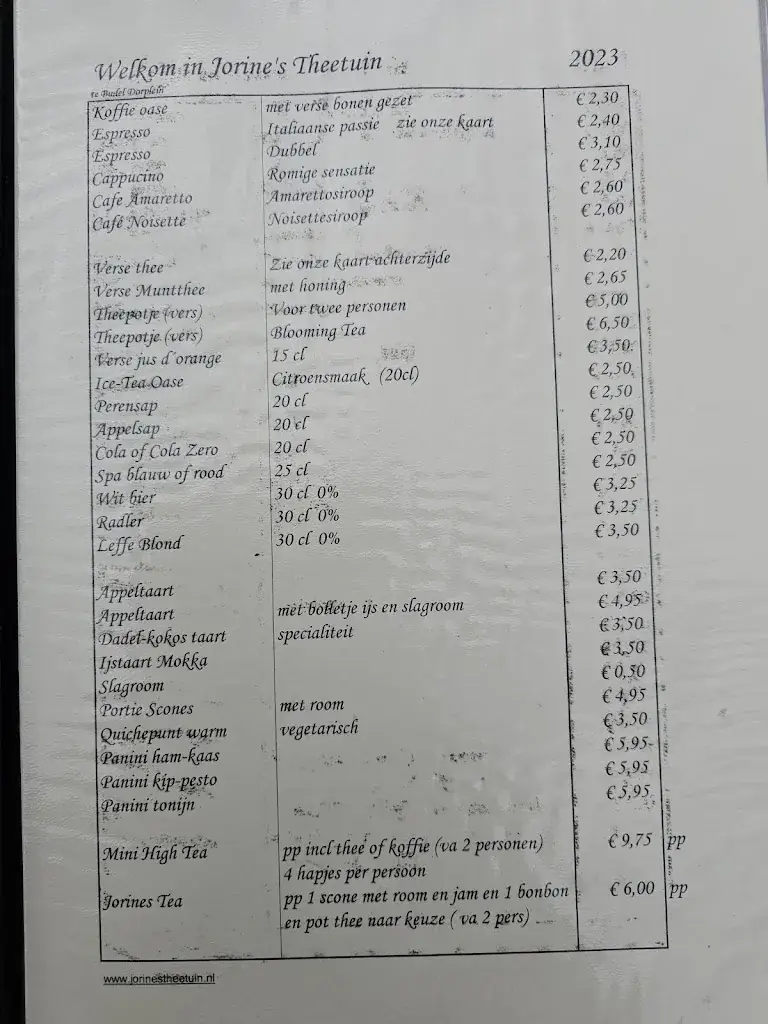 Welkom in Jorine's Theetuin 2023
te Budel Dorplein
Koffie oase met verse bonen gezet € 2,30
Espresso Italiaanse passie zie onze kaart € 2,40
Espresso Dubbel € 3,10
Cappucino Romige sensatie € 2,75
Cafe Amaretto Amarettosiroop € 2,60
Café Noisette Noisettesiroop € 2,60
Verse thee Zie onze kaart achterzijde € 2,20
Verse Muntthee met honing € 2,65
Theepotje (vers) Voor twee personen € 5,00
Theepotje (vers) Blooming Tea € 6,50
Verse jus d'orange 15 cl € 3,50
Ice-Tea Oase Citroensmaak (20cl) € 2,50
Perensap 20 cl € 2,50
Appelsap 20 cl € 2,50
Cola of Cola Zero 20 cl € 2,50
Spa blauw of rood 25 cl € 2,50
Wit bier 30 cl 0% € 3,25
Radler 30 cl 0% € 3,25
Leffe Blond 30 cl 0% € 3,50
Appeltaart € 3,50
Appeltaart met bolletje ijs en slagroom € 4,95
Dadel-kokos taart specialiteit € 3,50
Ijstaart Mokka € 3,50
Slagroom € 0,50
Portie Scones met room € 4,95
Quichepunt warm vegetarisch € 3,50
Panini ham-kaas € 5,95
Panini kip-pesto € 5,95
Panini tonijn € 5,95
Mini High Tea pp incl thee of koffie (va 2 personen) € 9,75 pp
4 hapjes per persoon
Jorines Tea pp 1 scone met room en jam en 1 bonbon € 6,00 pp
en pot thee naar keuze ( va 2 pers)
www.jorinestheetuin.nl